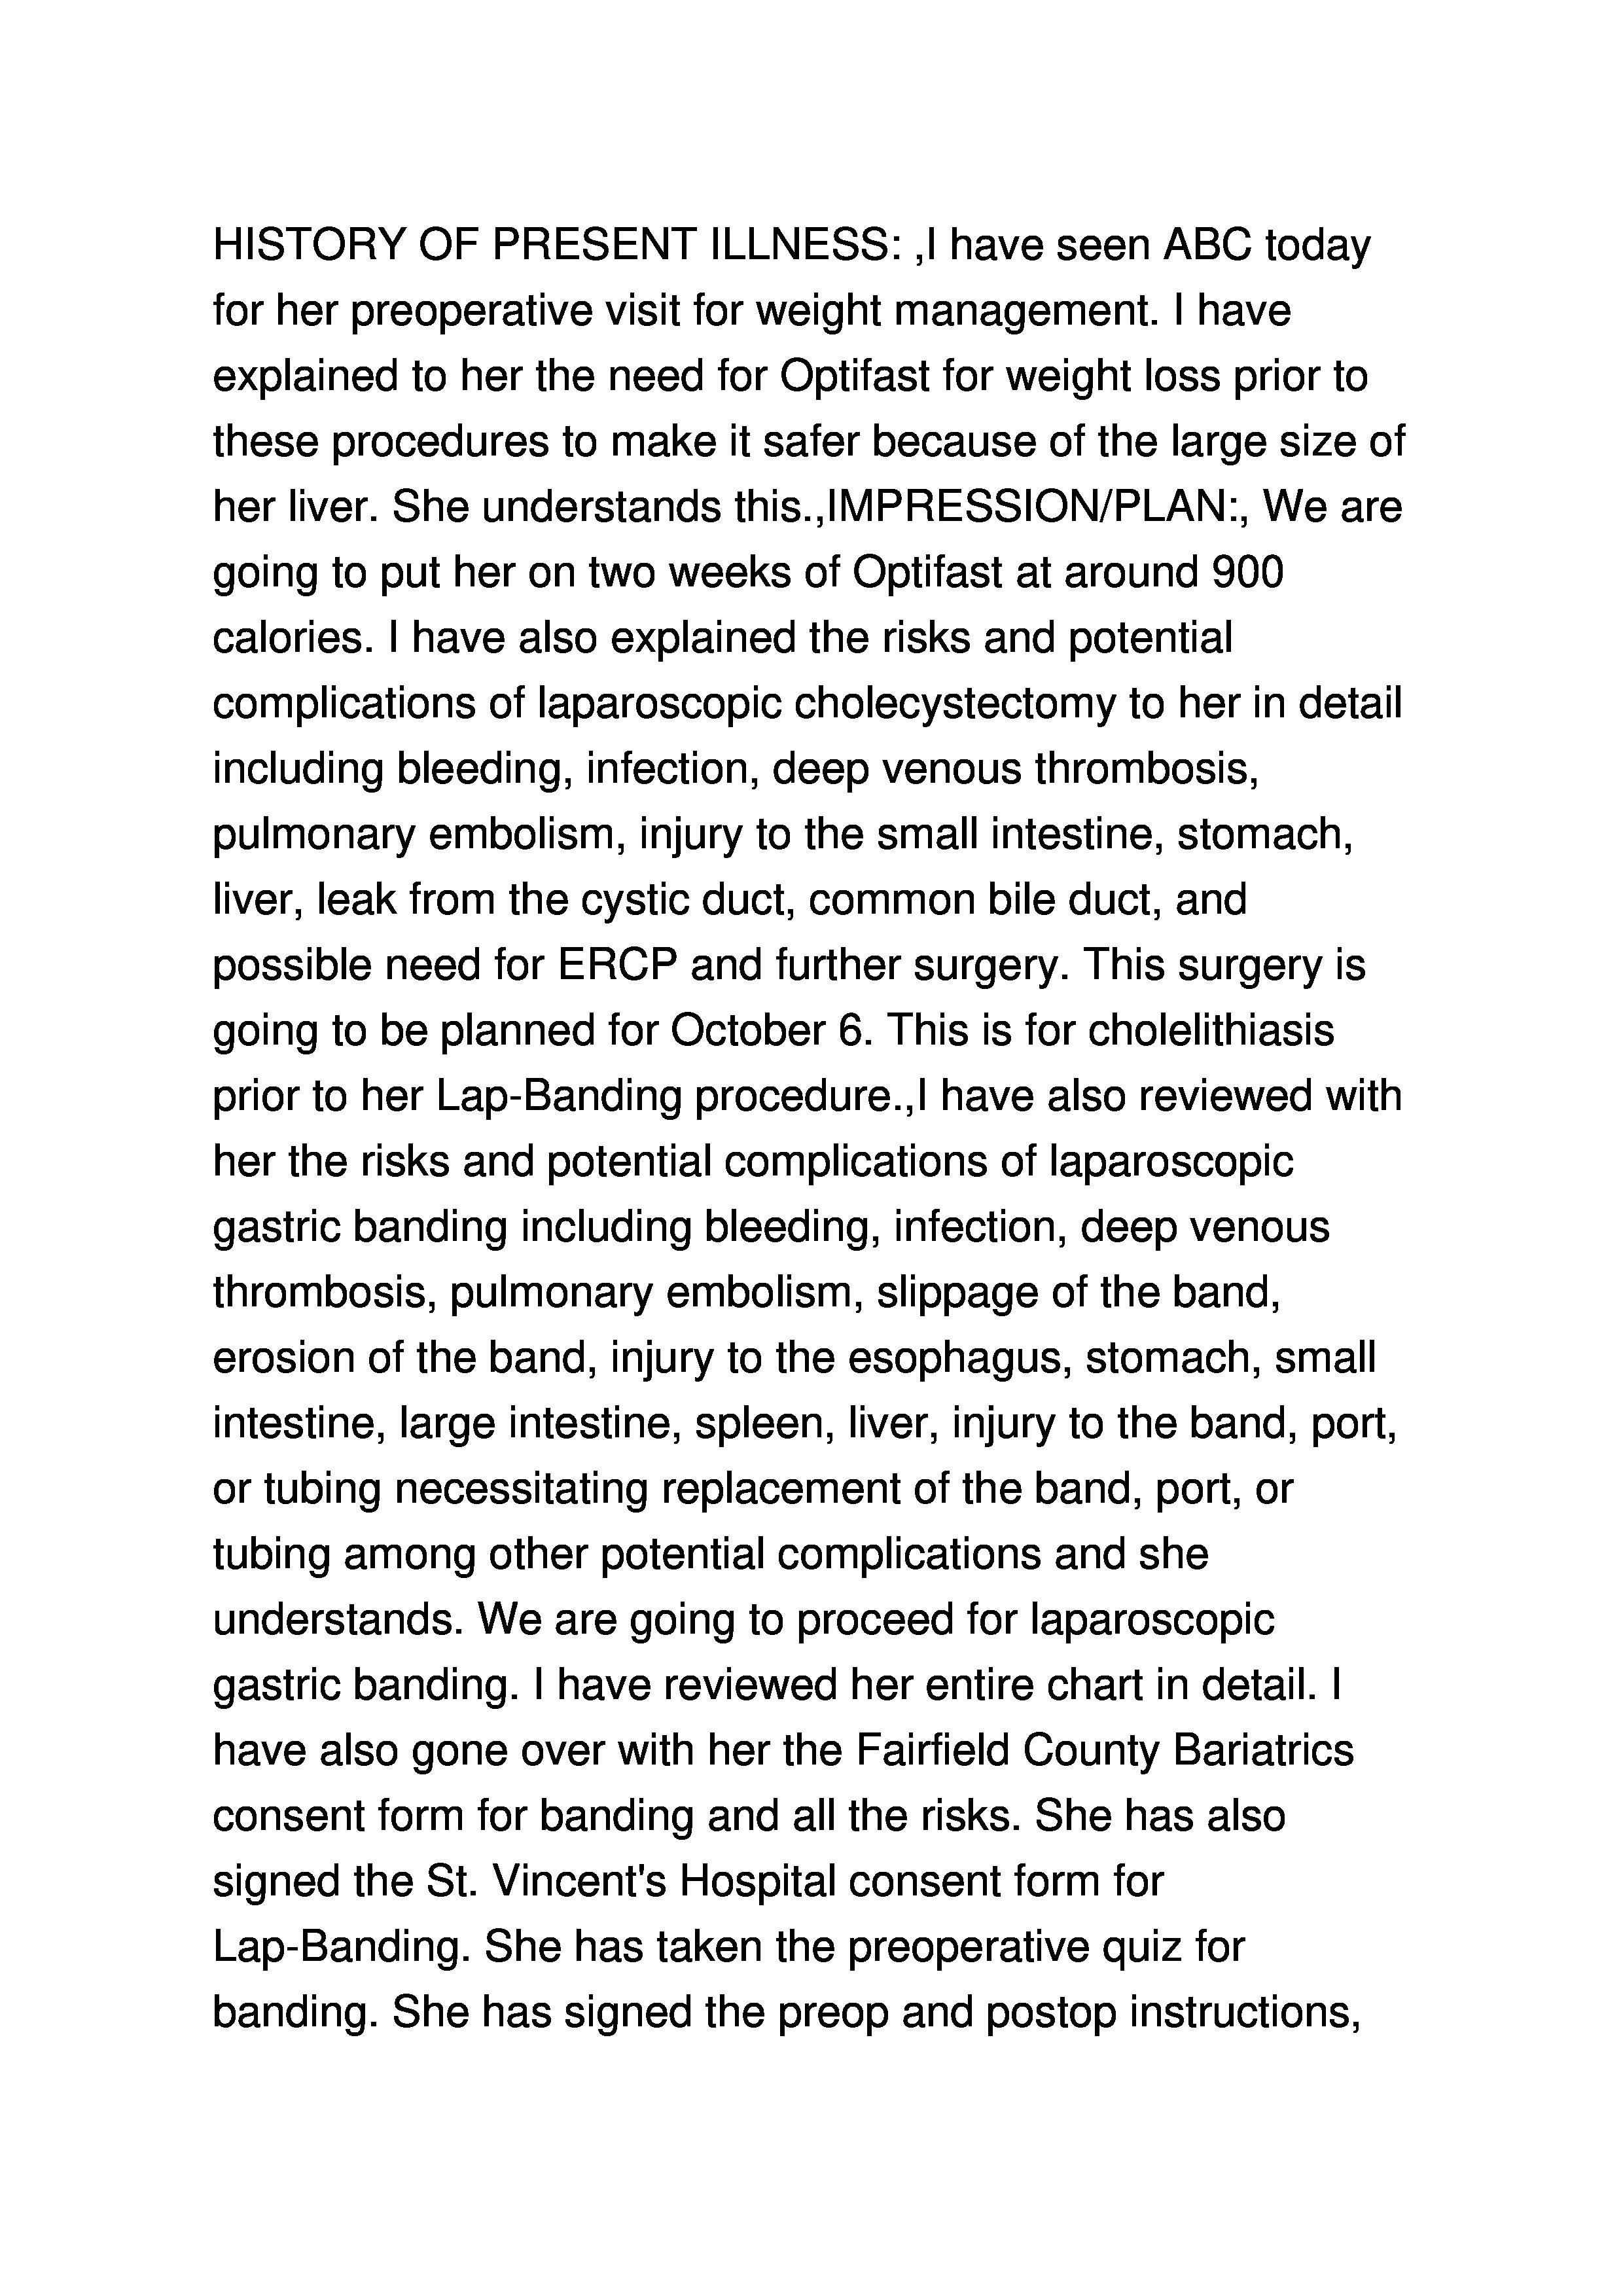 HISTORY OF PRESENT ILLNESS: ,I have seen ABC today
for her preoperative visit for weight management. I have
explained to her the need for Optifast for weight loss prior to
these procedures to make it safer because of the large size of
her liver. She understands this.,IMPRESSION/PLAN:, We are
going to put her on two weeks of Optifast at around 900
calories. I have also explained the risks and potential
complications of laparoscopic cholecystectomy to her in detail
including bleeding, infection, deep venous thrombosis,
pulmonary embolism, injury to the small intestine, stomach,
liver, leak from the cystic duct, common bile duct, and
possible need for ERCP and further surgery. This surgery is
going to be planned for October 6. This is for cholelithiasis
prior to her Lap-Banding procedure.,I have also reviewed with
her the risks and potential complications of laparoscopic
gastric banding including bleeding, infection, deep venous
thrombosis, pulmonary embolism, slippage of the band,
erosion of the band, injury to the esophagus, stomach, small
intestine, large intestine, spleen, liver, injury to the band, port,
or tubing necessitating replacement of the band, port, or
tubing among other potential complications and she
understands. We are going to proceed for laparoscopic
gastric banding. I have reviewed her entire chart in detail. I
have also gone over with her the Fairfield County Bariatrics
consent form for banding and all the risks. She has also
signed the St. Vincent's Hospital consent form for
Lap-Banding. She has taken the preoperative quiz for
banding. She has signed the preop and postop instructions,